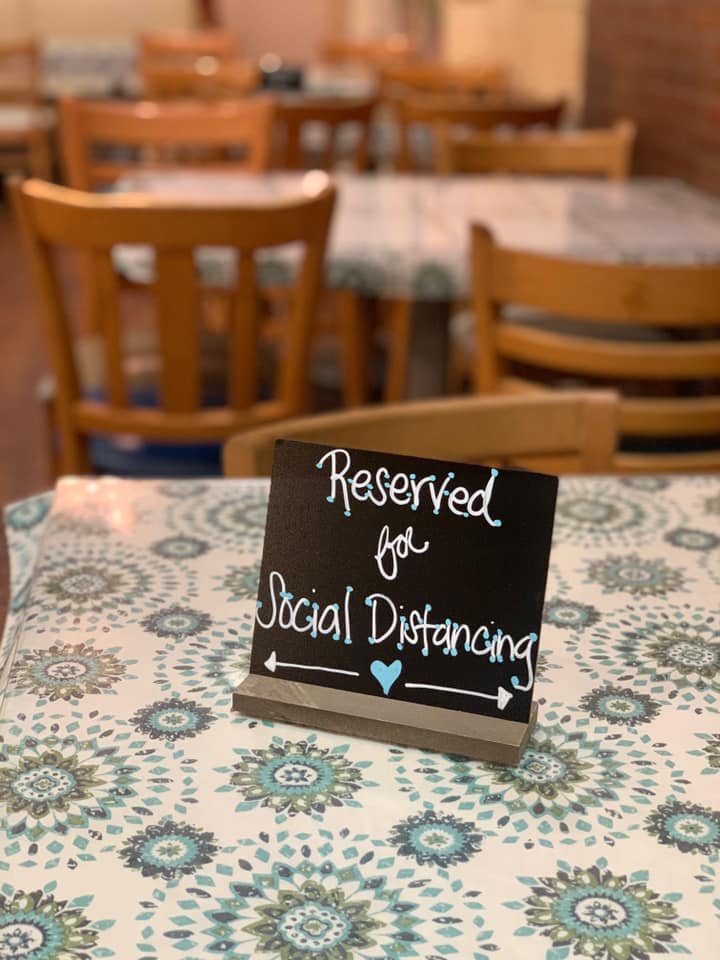 Reserved
for
Social Distancing